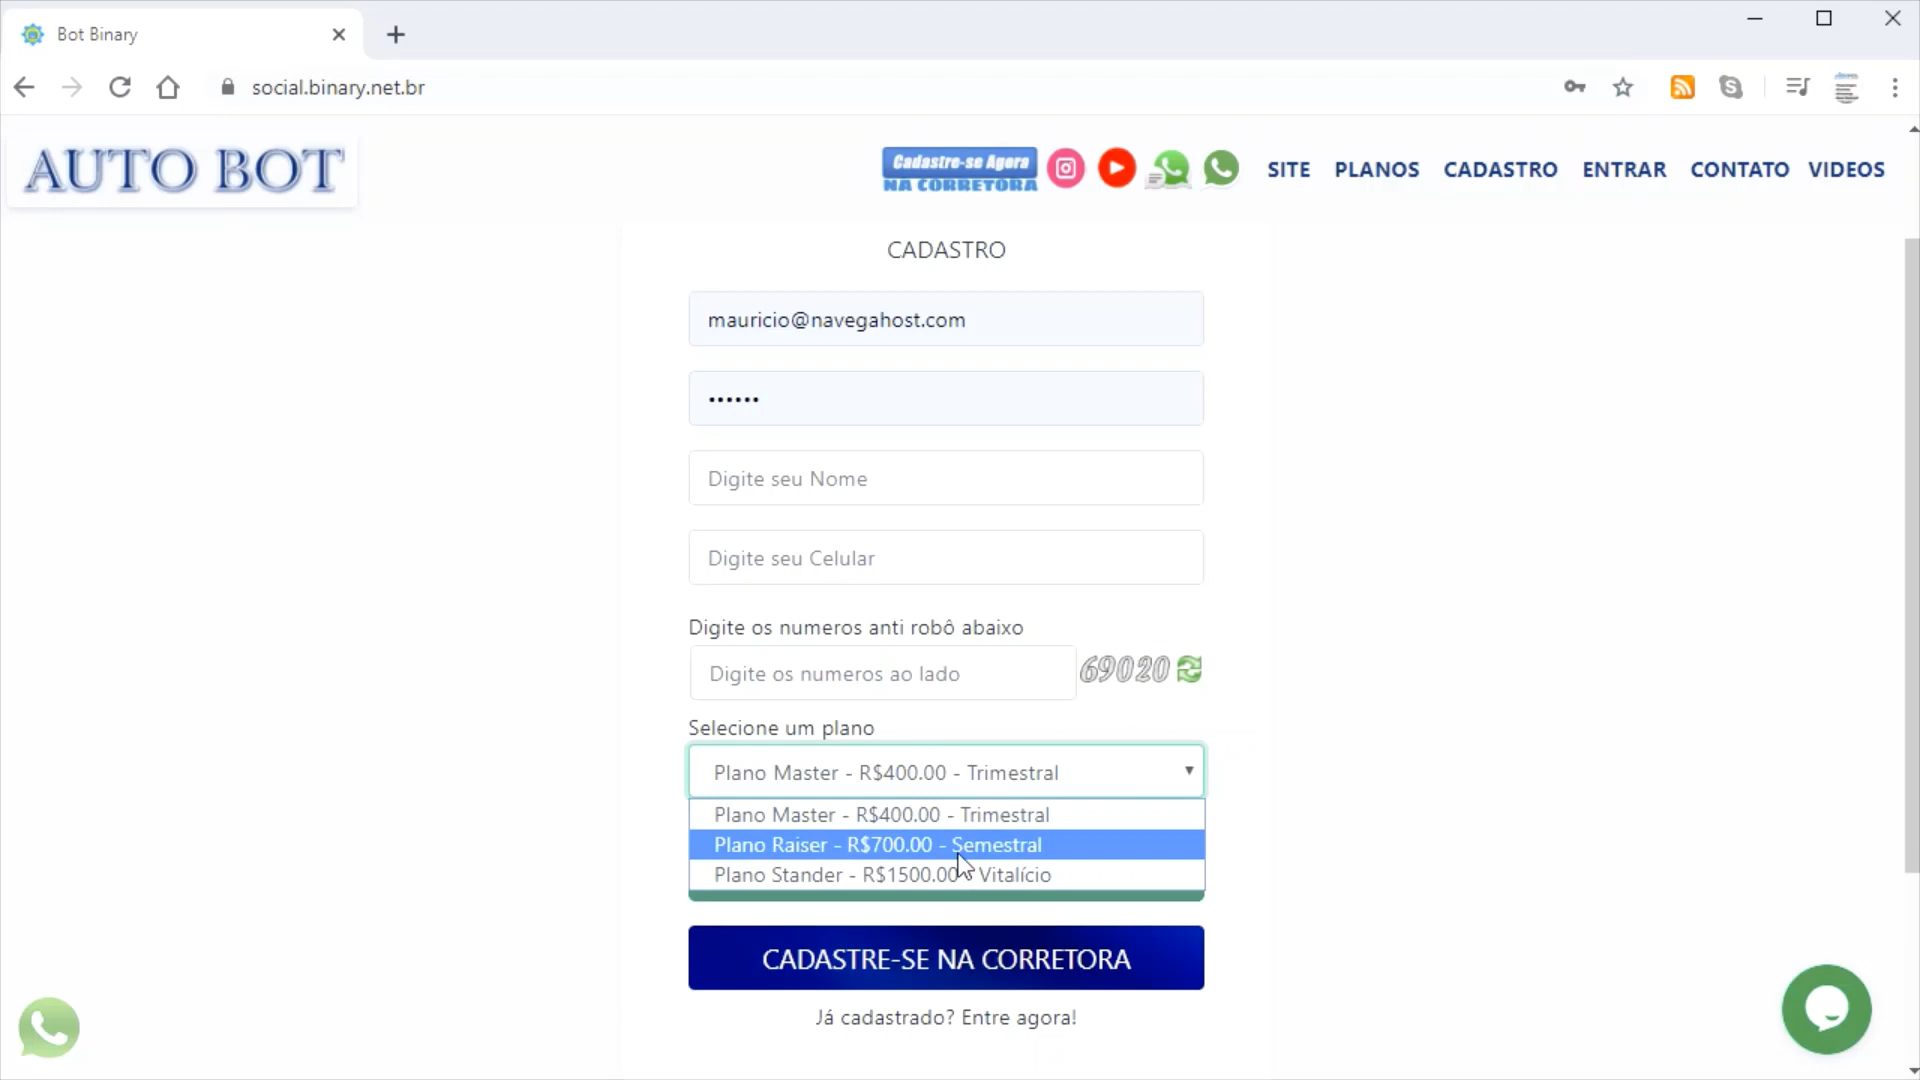 Bot Binary
social.binary.net.br
AUTO BOT
Cadastre-se Agora
NA CORRETORA
SITE PLANOS CADASTRO ENTRAR CONTATO VIDEOS
CADASTRO
mauricio@navegahost.com
••••••
Digite seu Nome
Digite seu Celular
Digite os numeros anti robô abaixo
Digite os numeros ao lado 69020
Selecione um plano
Plano Master - R$400.00 - Trimestral
Plano Master - R$400.00 - Trimestral
Plano Raiser - R$700.00 - Semestral
Plano Stander - R$1500.00 - Vitalício
CADASTRE-SE NA CORRETORA
Já cadastrado? Entre agora!